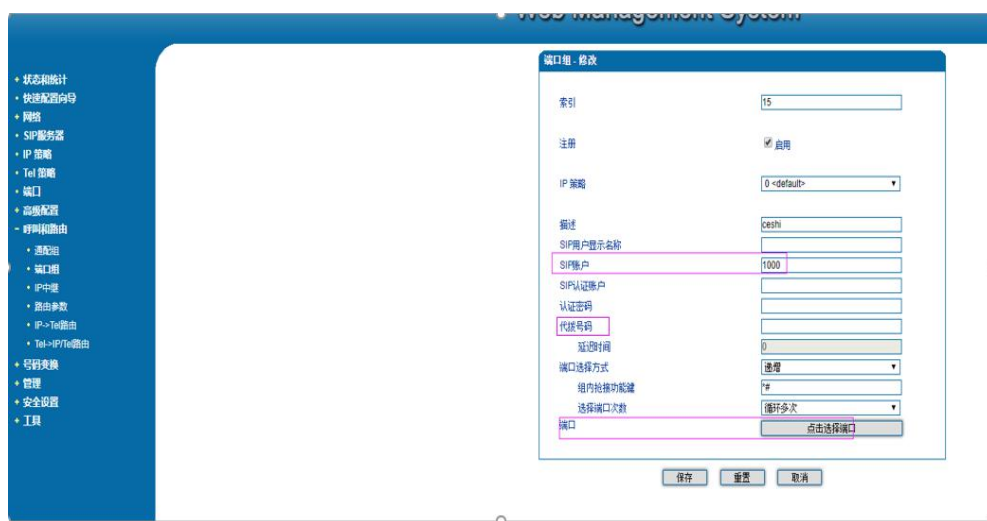 Web Management System
+ 状态和统计
• 快速配置向导
+ 网络
• SIP服务器
• IP 策略
• Tel 策略
• 端口
+ 高级配置
- 呼叫和路由
• 通配组
• 端口组
• IP中继
• 路由参数
• IP->Tel路由
• Tel->IP/Tel路由
+ 号码变换
+ 管理
+ 安全设置
+ 工具
端口组 - 修改
索引 15
注册 启用
IP 策略 0 <default>
描述 ceshi
SIP用户显示名称
SIP账户 1000
SIP认证账户
认证密码
代拨号码
延迟时间 0
端口选择方式 递增
组内抢接功能键 *#
选择端口次数 循环多次
端口 点击选择端口
保存 重置 取消